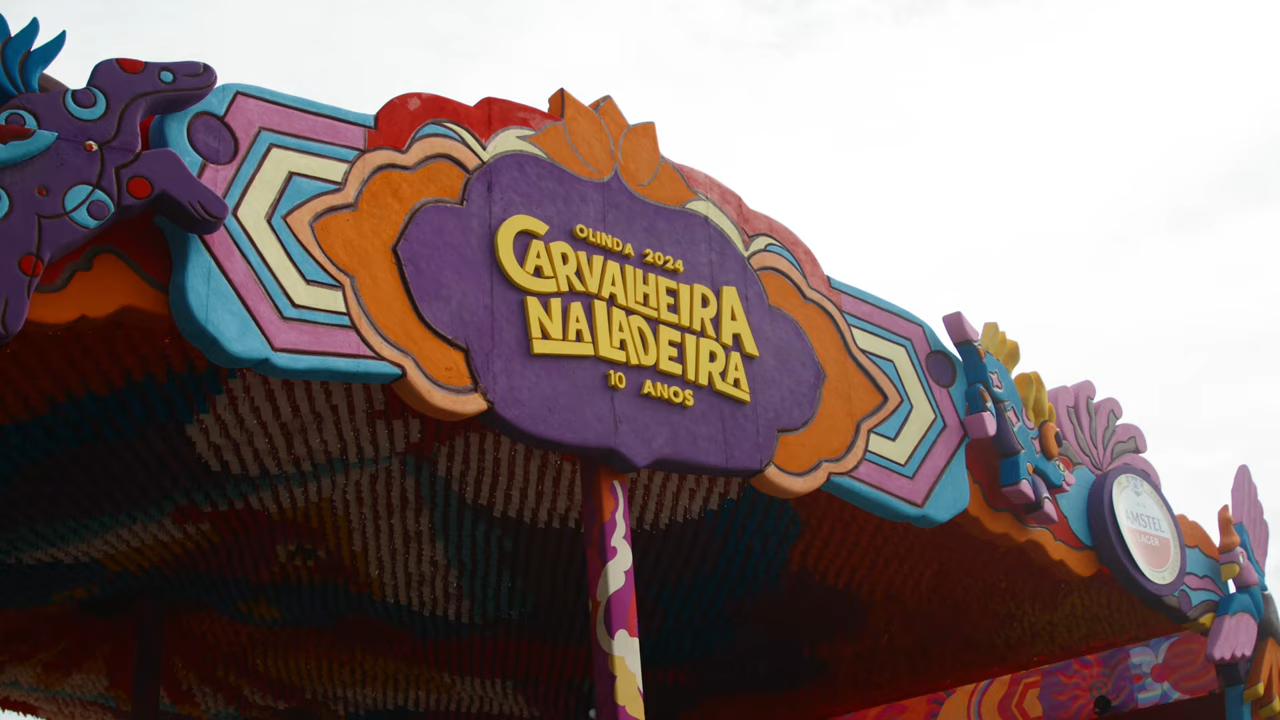 OLINDA 2024
CARVALHEIRA
NA LADEIRA
10 ANOS
AMSTEL
LAGER